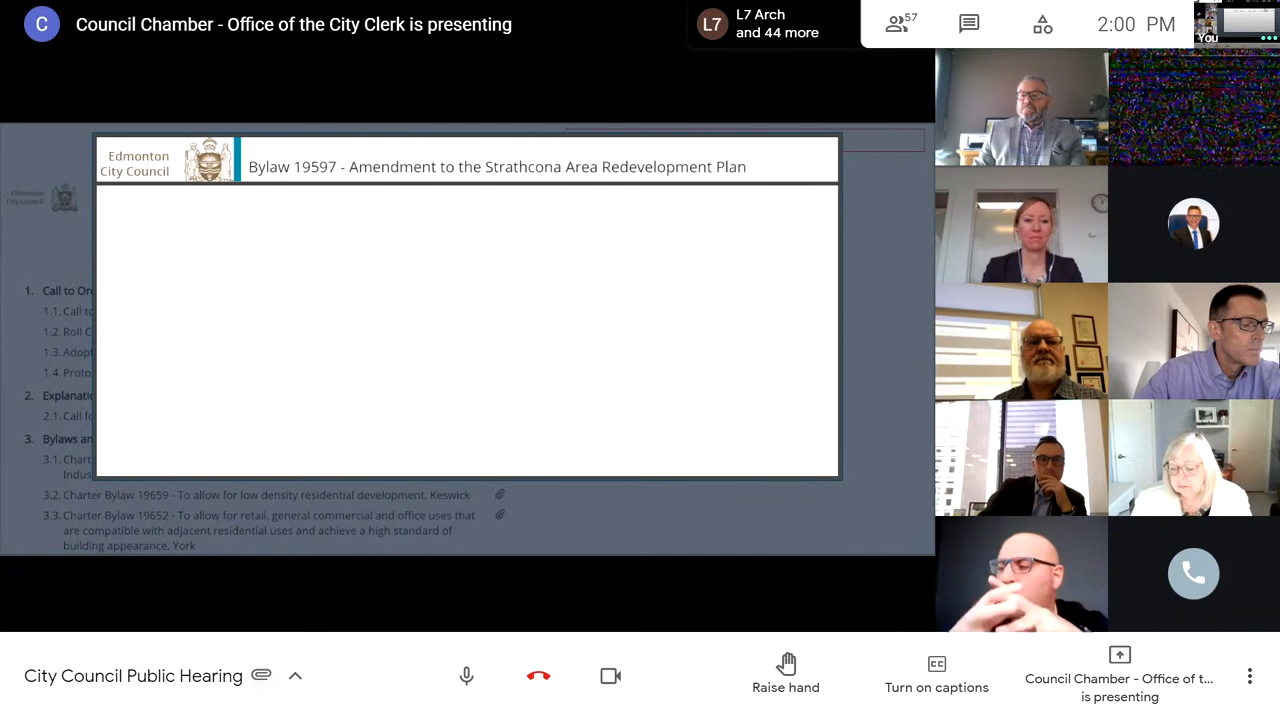 C Council Chamber - Office of the City Clerk is presenting
L7 L7 Arch
and 44 more
57
2:00 PM
You
Edmonton
City Council
Bylaw 19597 - Amendment to the Strathcona Area Redevelopment Plan
Edmonton
City Council
1. Call to Or
1.1. Call to
1.2. Roll C
1.3. Adopt
1.4. Proto
2. Explanatio
2.1. Call fo
3. Bylaws an
3.1. Chart
Indus
3.2. Charter Bylaw 19659 - To allow for low density residential development, Keswick
3.3. Charter Bylaw 19652 - To allow for retail, general commercial and office uses that
are compatible with adjacent residential uses and achieve a high standard of
building appearance, York
City Council Public Hearing
Raise hand
CC
Turn on captions
Council Chamber - Office of t...
is presenting